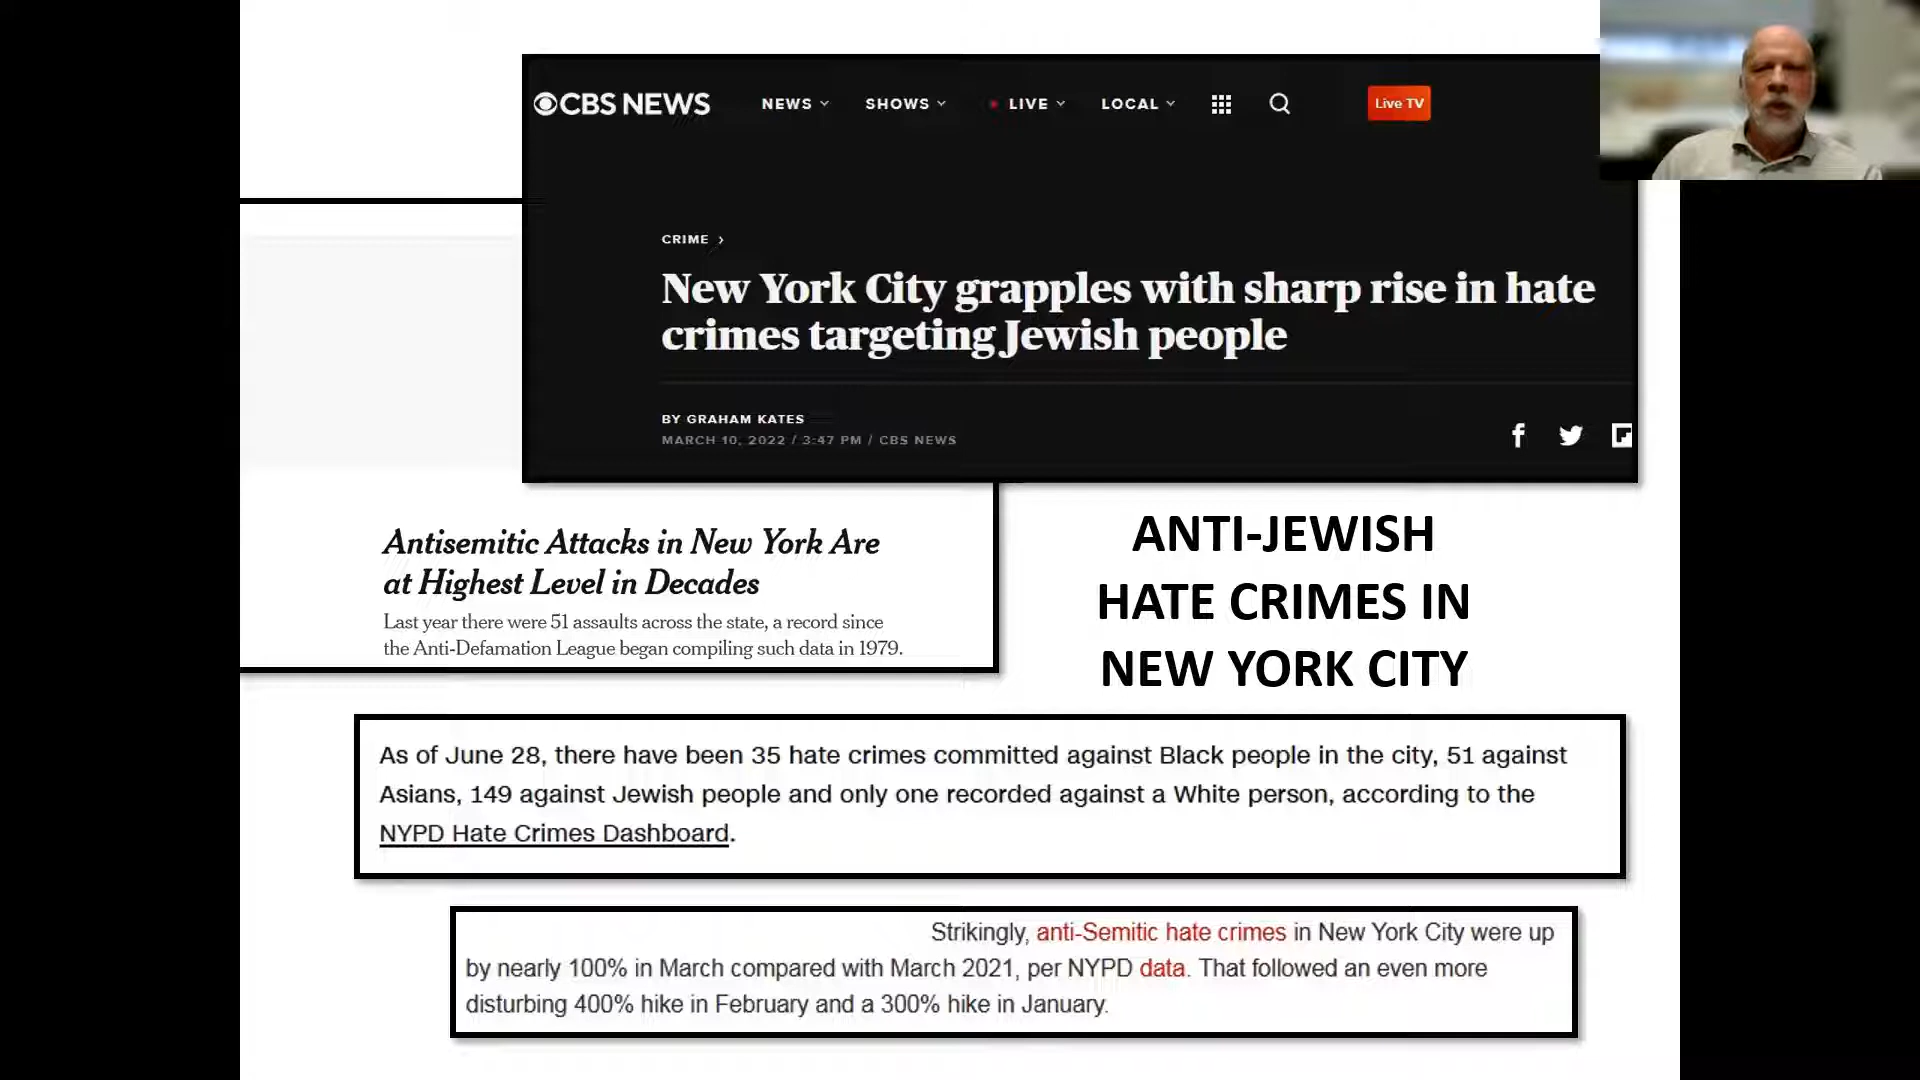 CBS NEWS
NEWS SHOWS LIVE LOCAL Live TV
CRIME ›
New York City grapples with sharp rise in hate
crimes targeting Jewish people
BY GRAHAM KATES
MARCH 10, 2022 / 3:47 PM / CBS NEWS
Antisemitic Attacks in New York Are
at Highest Level in Decades
Last year there were 51 assaults across the state, a record since
the Anti-Defamation League began compiling such data in 1979.
ANTI-JEWISH
HATE CRIMES IN
NEW YORK CITY
As of June 28, there have been 35 hate crimes committed against Black people in the city, 51 against
Asians, 149 against Jewish people and only one recorded against a White person, according to the
NYPD Hate Crimes Dashboard.
Strikingly, anti-Semitic hate crimes in New York City were up
by nearly 100% in March compared with March 2021, per NYPD data. That followed an even more
disturbing 400% hike in February and a 300% hike in January.